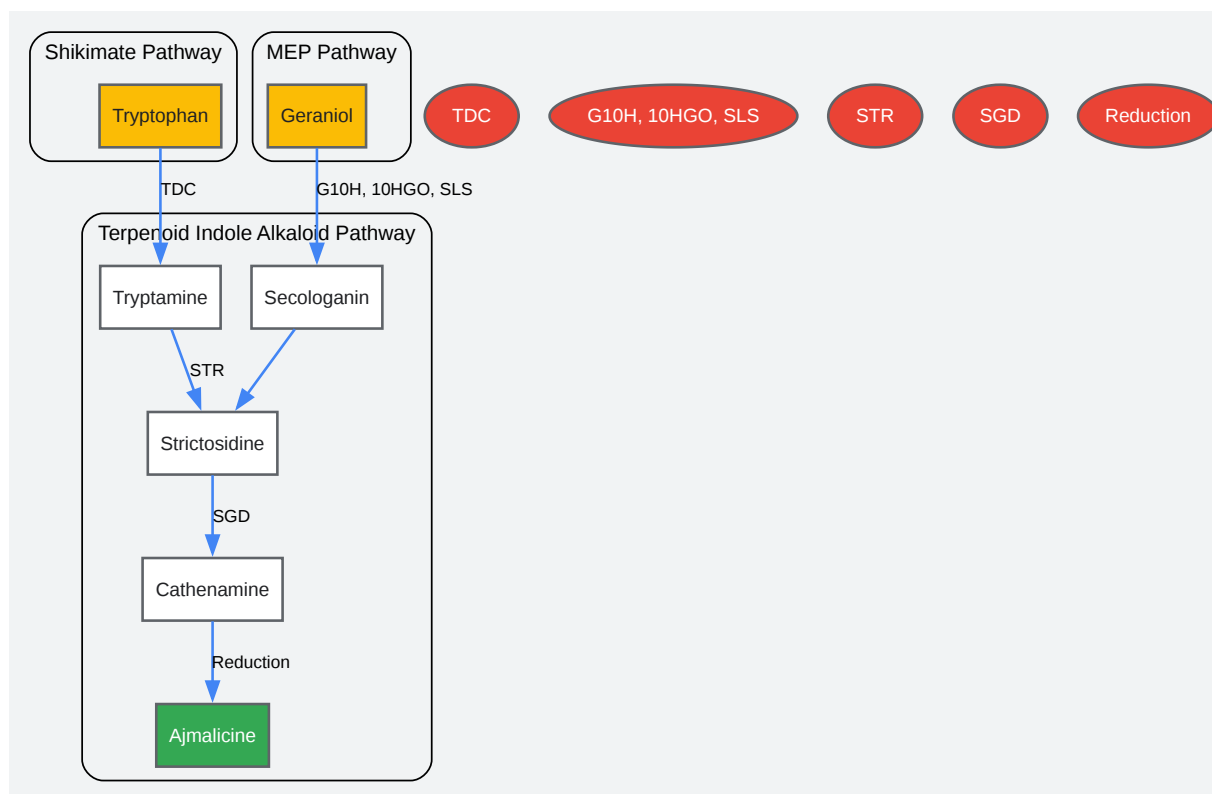 Shikimate Pathway
MEP Pathway
Tryptophan
Geraniol
TDC
G10H, 10HGO, SLS
STR
SGD
Reduction
TDC
G10H, 10HGO, SLS
Terpenoid Indole Alkaloid Pathway
Tryptamine
Secologanin
STR
Strictosidine
SGD
Cathenamine
Reduction
Ajmalicine